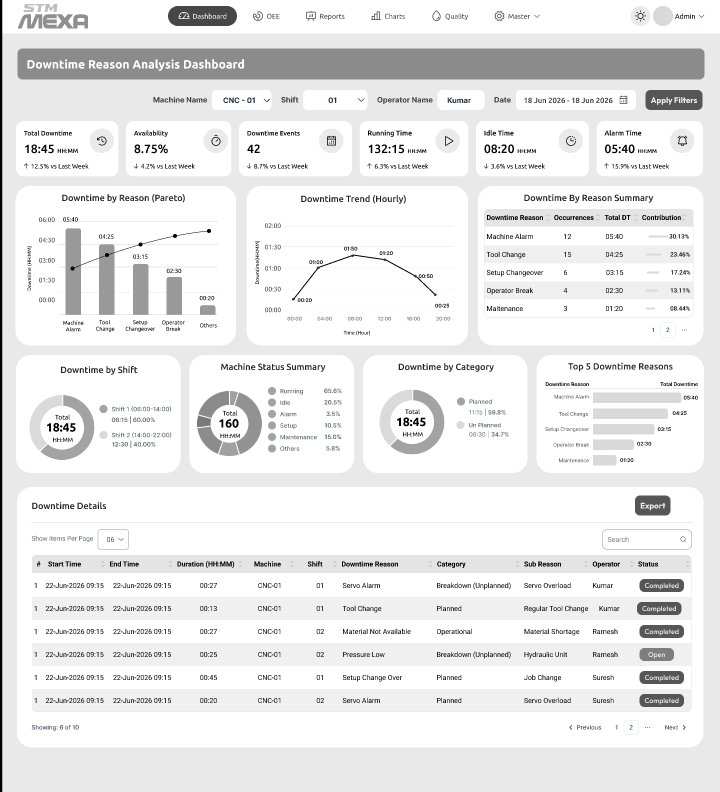 STM
MEXA
Dashboard OEE Reports Charts Quality Master Admin
Downtime Reason Analysis Dashboard
Machine Name CNC - 01 Shift 01 Operator Name Kumar Date 18 Jun 2026 - 18 Jun 2026 Apply Filters
Total Downtime
18:45 HH:MM
↑ 12.5% vs Last Week
Availability
8.75%
↓ 4.2% vs Last Week
Downtime Events
42
↓ 8.7% vs Last Week
Running Time
132:15 HH:MM
↑ 6.3% vs Last Week
Idle Time
08:20 HH:MM
↓ 3.6% vs Last Week
Alarm Time
05:40 HH:MM
↑ 15.9% vs Last Week
Downtime by Reason (Pareto)
Downtime(HH:MM)
06:00
04:30
03:00
01:30
00:00
05:40
04:25
03:15
02:30
00:20
Machine Alarm
Tool Change
Setup Changeover
Operator Break
Others
Downtime Trend (Hourly)
Downtime(HH:MM)
02:00
01:30
01:00
01:30
00:00
00:20
01:00
01:50
01:20
00:50
00:25
00:00 04:00 08:00 12:00 16:00 20:00
Time (Hour)
Downtime By Reason Summary
Downtime Reason Occurrences Total DT Contribution
Machine Alarm 12 05:40 30.13%
Tool Change 15 04:25 23.46%
Setup Changeover 6 03:15 17.24%
Operator Break 4 02:30 13.11%
Maitenance 3 01:20 08.44%
1 2 ...
Downtime by Shift
Total
18:45
HH:MM
Shift 1 (06:00-14:00)
06:15 | 60.00%
Shift 2 (14:00-22:00)
12:30 | 40.00%
Machine Status Summary
Total
160
HH:MM
Running 65.6%
Idle 20.5%
Alarm 3.5%
Setup 10.5%
Maintenance 15.0%
Others 5.8%
Downtime by Category
Total
18:45
HH:MM
Planned
11:15 | 59.8%
Un Planned
06:30 | 34.7%
Top 5 Downtime Reasons
Downtime Reason Total Downtime
Machine Alarm 05:40
Tool Change 04:25
Setup Changeover 03:15
Operator Break 02:30
Maintenance 01:20
Downtime Details
Export
Show Items Per Page 06
Search
# Start Time End Time Duration (HH:MM) Machine Shift Downtime Reason Category Sub Reason Operator Status
1 22-Jun-2026 09:15 22-Jun-2026 09:15 00:27 CNC-01 01 Servo Alarm Breakdown (Unplanned) Servo Overload Kumar Completed
1 22-Jun-2026 09:15 22-Jun-2026 09:15 00:13 CNC-01 01 Tool Change Planned Regular Tool Change Kumar Completed
1 22-Jun-2026 09:15 22-Jun-2026 09:15 00:27 CNC-01 02 Material Not Available Operational Material Shortage Ramesh Completed
1 22-Jun-2026 09:15 22-Jun-2026 09:15 00:25 CNC-01 02 Pressure Low Breakdown (Unplanned) Hydraulic Unit Ramesh Open
1 22-Jun-2026 09:15 22-Jun-2026 09:15 00:45 CNC-01 01 Setup Change Over Planned Job Change Suresh Completed
1 22-Jun-2026 09:15 22-Jun-2026 09:15 00:20 CNC-01 02 Servo Alarm Planned Servo Overload Suresh Completed
Showing: 6 of 10
Previous 1 2 ... Next